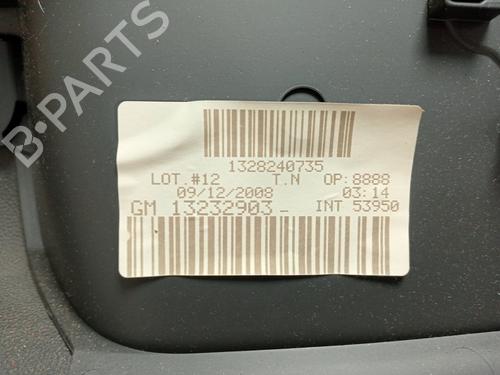 B-PARTS
1328240735
LOT.#12 T.N OP:8888
09/12/2008 03:14
GM 13232903- INT 53950